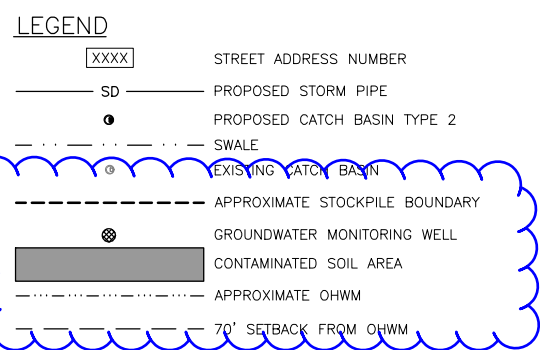 LEGEND
XXXX STREET ADDRESS NUMBER
SD PROPOSED STORM PIPE
PROPOSED CATCH BASIN TYPE 2
SWALE
EXISTING CATCH BASIN
APPROXIMATE STOCKPILE BOUNDARY
GROUNDWATER MONITORING WELL
CONTAMINATED SOIL AREA
APPROXIMATE OHWM
70' SETBACK FROM OHWM